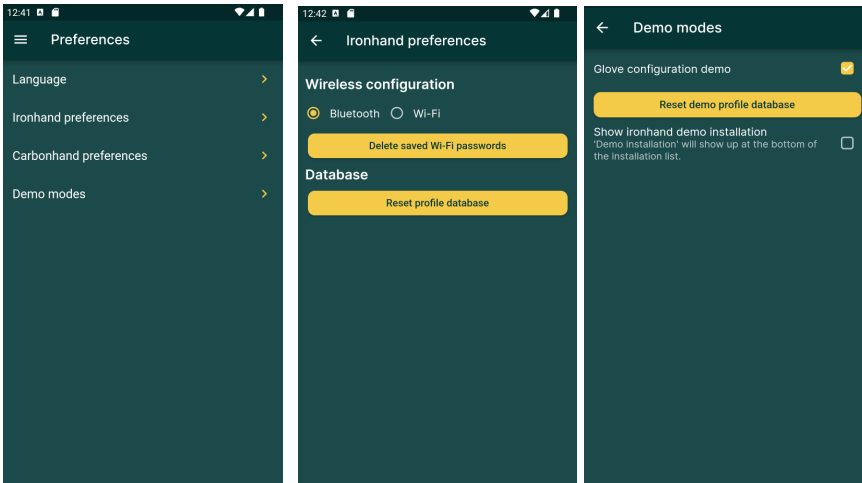 12:41
Preferences
Language
Ironhand preferences
Carbonhand preferences
Demo modes
12:42
Ironhand preferences
Wireless configuration
Bluetooth
Wi-Fi
Delete saved Wi-Fi passwords
Database
Reset profile database
Demo modes
Glove configuration demo
Reset demo profile database
Show ironhand demo installation
'Demo installation' will show up at the bottom of
the installation list.